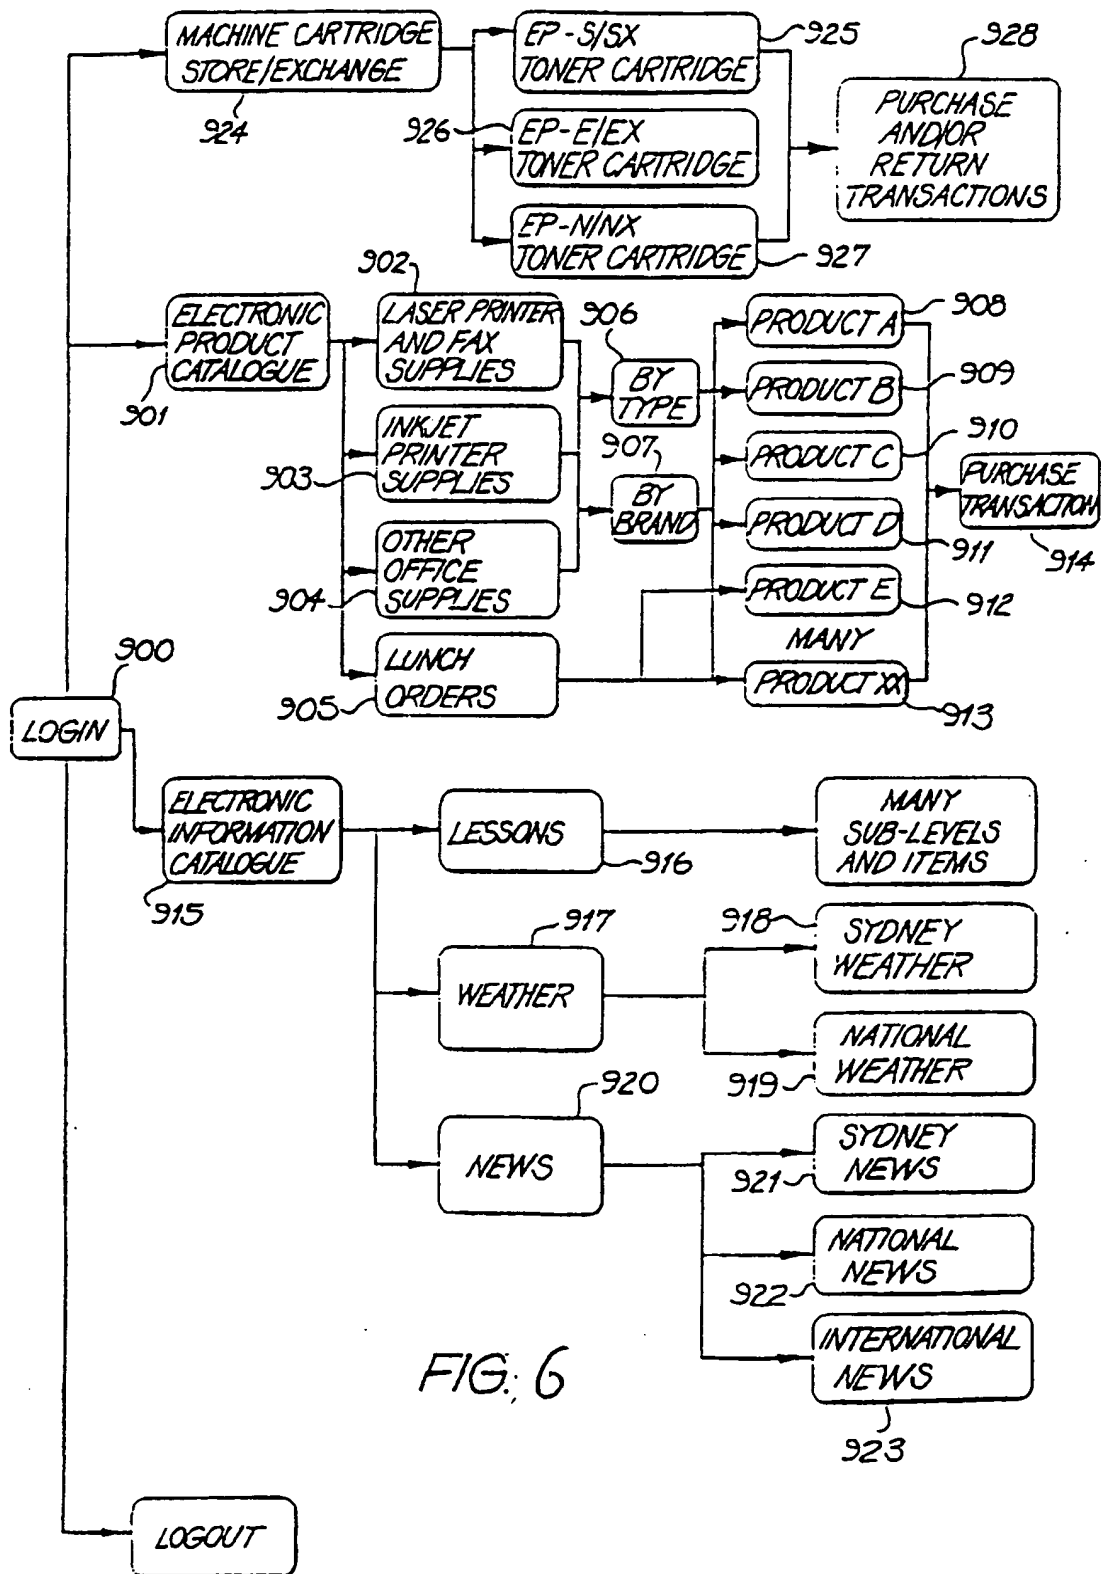 MACHINE CARTRIDGE
STORE/EXCHANGE
924
EP-S/SX
TONER CARTRIDGE
925
926
EP-E/EX
TONER CARTRIDGE
EP-N/NX
TONER CARTRIDGE
927
928
PURCHASE
AND/OR
RETURN
TRANSACTIONS
ELECTRONIC
PRODUCT
CATALOGUE
901
902
LASER PRINTER
AND FAX
SUPPLIES
INKJET
PRINTER
SUPPLIES
903
OTHER
OFFICE
SUPPLIES
904
LUNCH
ORDERS
905
906
BY
TYPE
907
BY
BRAND
PRODUCT A
908
PRODUCT B
909
PRODUCT C
910
PRODUCT D
911
PRODUCT E
912
MANY
PRODUCT XX
913
PURCHASE
TRANSACTION
914
900
LOGIN
ELECTRONIC
INFORMATION
CATALOGUE
915
LESSONS
916
MANY
SUB-LEVELS
AND ITEMS
917
WEATHER
918
SYDNEY
WEATHER
NATIONAL
WEATHER
919
920
NEWS
SYDNEY
NEWS
921
NATIONAL
NEWS
922
INTERNATIONAL
NEWS
923
FIG. 6
LOGOUT